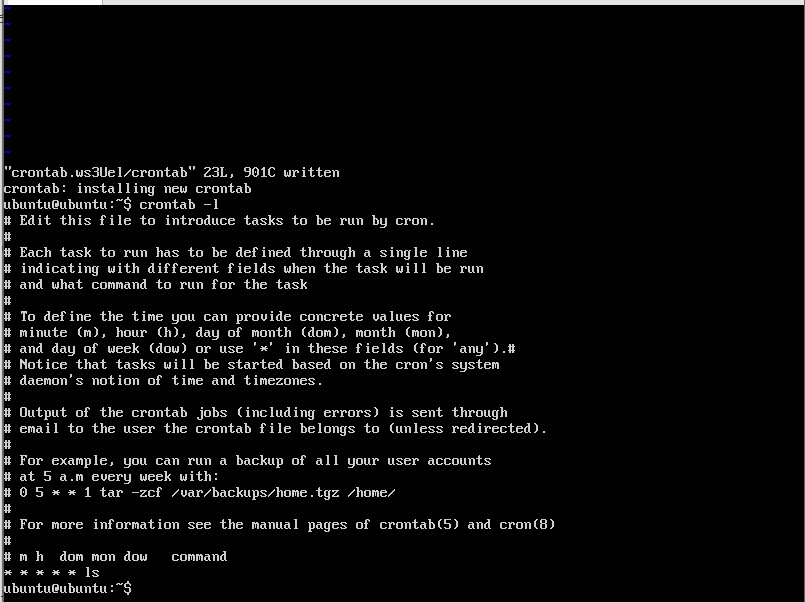 ~
~
~
~
~
~
~
~
~
~
"crontab.ws3Uel/crontab" 23L, 901C written
crontab: installing new crontab
ubuntu@ubuntu:~$ crontab -l
# Edit this file to introduce tasks to be run by cron.
#
# Each task to run has to be defined through a single line
# indicating with different fields when the task will be run
# and what command to run for the task
#
# To define the time you can provide concrete values for
# minute (m), hour (h), day of month (dom), month (mon),
# and day of week (dow) or use '*' in these fields (for 'any').#
# Notice that tasks will be started based on the cron's system
# daemon's notion of time and timezones.
#
# Output of the crontab jobs (including errors) is sent through
# email to the user the crontab file belongs to (unless redirected).
#
# For example, you can run a backup of all your user accounts
# at 5 a.m every week with:
# 0 5 * * 1 tar -zcf /var/backups/home.tgz /home/
#
# For more information see the manual pages of crontab(5) and cron(8)
#
# m h  dom mon dow   command
* * * * * ls
ubuntu@ubuntu:~$